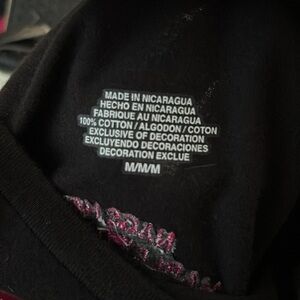 MADE IN NICARAGUA
HECHO EN NICARAGUA
FABRIQUE AU NICARAGUA
100% COTTON / ALGODON / COTON
EXCLUSIVE OF DECORATION
EXCLUYENDO DECORACIONES
DECORATION EXCLUE
M/M/M